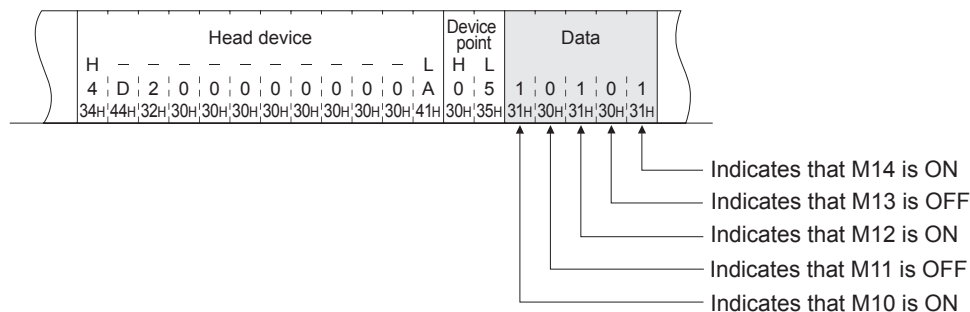 Head device
Device point
Data
H – – – – – – – – – – L H L
4 D 2 0 0 0 0 0 0 0 0 A 0 5 1 0 1 0 1
34H 44H 32H 30H 30H 30H 30H 30H 30H 30H 30H 41H 30H 35H 31H 30H 31H 30H 31H
Indicates that M14 is ON
Indicates that M13 is OFF
Indicates that M12 is ON
Indicates that M11 is OFF
Indicates that M10 is ON